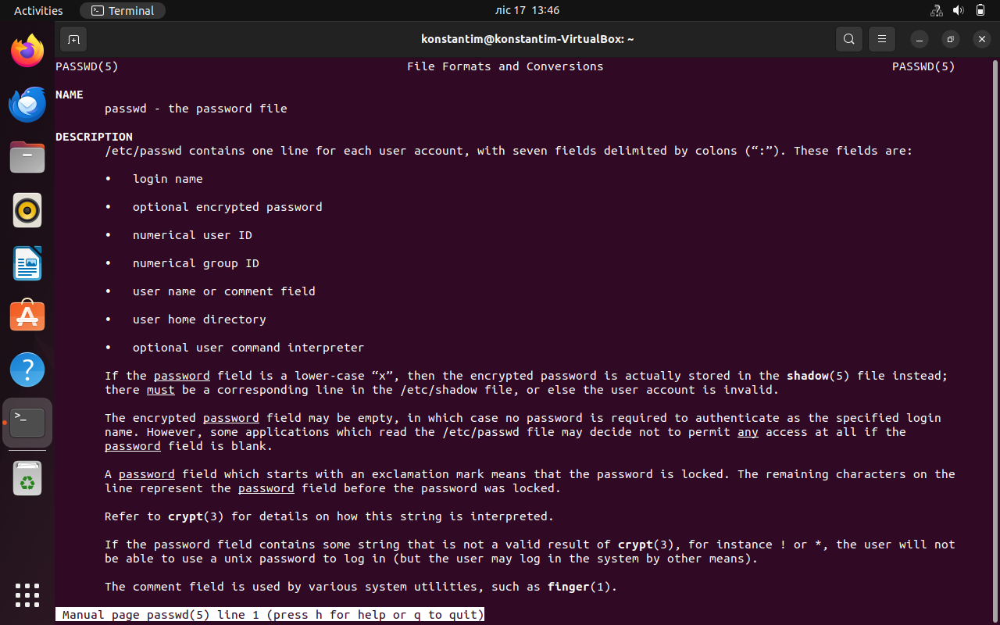 Activities Terminal ліс 17 13:46
konstantim@konstantim-VirtualBox: ~
PASSWD(5) File Formats and Conversions PASSWD(5)
NAME
passwd - the password file
DESCRIPTION
/etc/passwd contains one line for each user account, with seven fields delimited by colons (“:”). These fields are:
• login name
• optional encrypted password
• numerical user ID
• numerical group ID
• user name or comment field
• user home directory
• optional user command interpreter
If the password field is a lower-case “x”, then the encrypted password is actually stored in the shadow(5) file instead;
there must be a corresponding line in the /etc/shadow file, or else the user account is invalid.
The encrypted password field may be empty, in which case no password is required to authenticate as the specified login
name. However, some applications which read the /etc/passwd file may decide not to permit any access at all if the
password field is blank.
A password field which starts with an exclamation mark means that the password is locked. The remaining characters on the
line represent the password field before the password was locked.
Refer to crypt(3) for details on how this string is interpreted.
If the password field contains some string that is not a valid result of crypt(3), for instance ! or *, the user will not
be able to use a unix password to log in (but the user may log in the system by other means).
The comment field is used by various system utilities, such as finger(1).
Manual page passwd(5) line 1 (press h for help or q to quit)